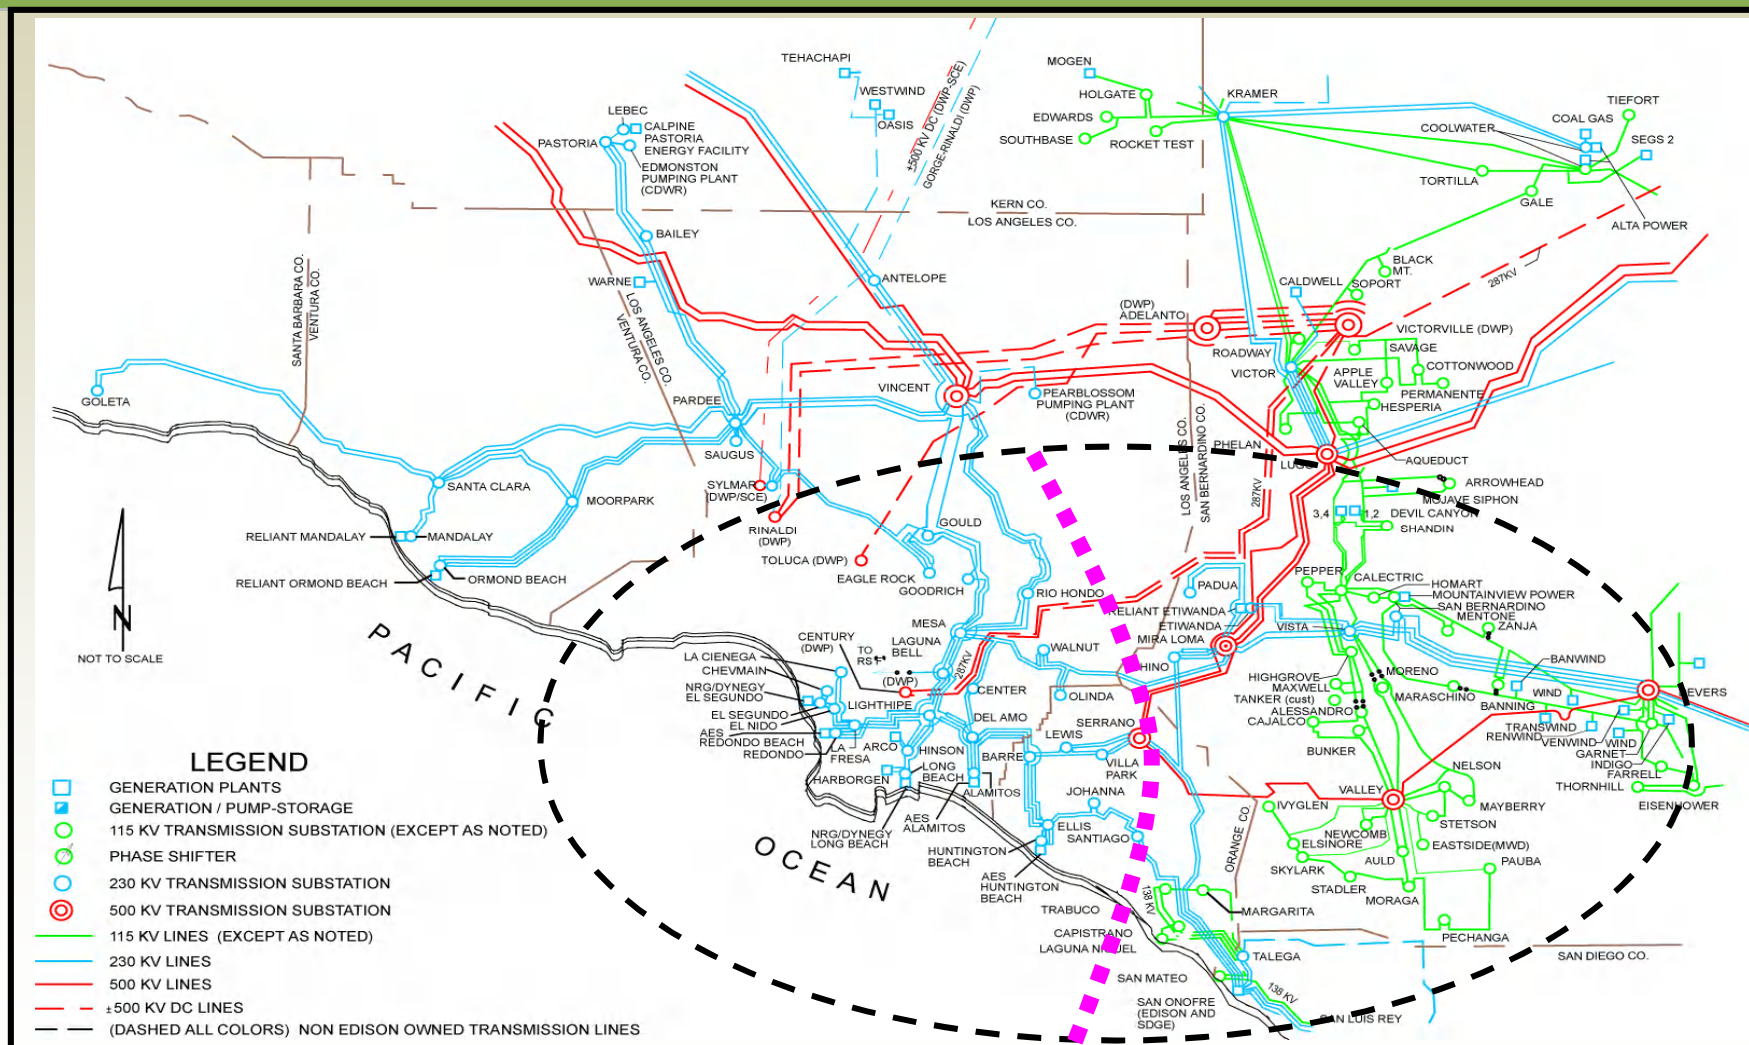 TEHACHAPI
WESTWIND
OASIS
±500 KV DC (DWP-SCE)
GORGE-RINALDI (DWP)
MOGEN
HOLGATE
EDWARDS
SOUTHBASE
ROCKET TEST
KRAMER
TIEFORT
COAL GAS
COOLWATER
SEGS 2
TORTILLA
GALE
ALTA POWER
LEBEC
CALPINE
PASTORIA
ENERGY FACILITY
PASTORIA
EDMONSTON
PUMPING PLANT
(CDWR)
KERN CO.
LOS ANGELES CO.
BAILEY
WARNE
ANTELOPE
SANTA BARBARA CO.
VENTURA CO.
LOS ANGELES CO.
VENTURA CO.
BLACK
MT.
CALDWELL
SOPORT
287KV
(DWP)
ADELANTO
VICTORVILLE (DWP)
ROADWAY
SAVAGE
VICTOR
APPLE
VALLEY
COTTONWOOD
PERMANENTE
HESPERIA
GOLETA
PARDEE
VINCENT
PEARBLOSSOM
PUMPING PLANT
(CDWR)
LOS ANGELES CO.
SAN BERNARDINO CO.
SAUGUS
PHELAN
LUGO
AQUEDUCT
287KV
SANTA CLARA
MOORPARK
SYLMAR
(DWP/SCE)
ARROWHEAD
MOJAVE SIPHON
3,4
1,2
DEVIL CANYON
SHANDIN
RINALDI
(DWP)
GOULD
TOLUCA (DWP)
RELIANT MANDALAY
MANDALAY
RELIANT ORMOND BEACH
ORMOND BEACH
EAGLE ROCK
GOODRICH
RIO HONDO
PADUA
PEPPER
CALECTRIC
HOMART
MOUNTAINVIEW POWER
SAN BERNARDINO
MENTONE
ZANJA
RELIANT ETIWANDA
ETIWANDA
MIRA LOMA
VISTA
N
NOT TO SCALE
PACIFIC
OCEAN
MESA
CENTURY
(DWP)
TO
LAGUNA
BELL
(DWP)
287KV
WALNUT
CHINO
LA CIENEGA
CHEVMAIN
NRG/DYNEGY
EL SEGUNDO
EL SEGUNDO
EL NIDO
LIGHTHIPE
CENTER
OLINDA
HIGHGROVE
MAXWELL
TANKER (cust)
ALESSANDRO
CAJALCO
MORENO
MARASCHINO
BANWIND
WIND
BANNING
DEVERS
TRANSWIND
RENWIND
VENWIND
WIND
GARNET
INDIGO
FARRELL
THORNHILL
EISENHOWER
AES
REDONDO BEACH
REDONDO
LA
FRESA
ARCO
HINSON
DEL AMO
SERRANO
LEWIS
BARRE
VILLA
PARK
BUNKER
HARBORGEN
LONG
BEACH
ALAMITOS
JOHANNA
VALLEY
NELSON
MAYBERRY
STETSON
IVYGLEN
NEWCOMB
ELSINORE
EASTSIDE(MWD)
AULD
PAUBA
SKYLARK
STADLER
MORAGA
PECHANGA
NRG/DYNEGY
LONG BEACH
AES
ALAMITOS
ELLIS
SANTIAGO
HUNTINGTON
BEACH
AES
HUNTINGTON
BEACH
ORANGE CO.
138 KV
TRABUCO
MARGARITA
CAPISTRANO
LAGUNA NIGUEL
TALEGA
SAN DIEGO CO.
SAN MATEO
138 KV
SAN ONOFRE
(EDISON AND
SDGE)
SAN LUIS REY
LEGEND
GENERATION PLANTS
GENERATION / PUMP-STORAGE
115 KV TRANSMISSION SUBSTATION (EXCEPT AS NOTED)
PHASE SHIFTER
230 KV TRANSMISSION SUBSTATION
500 KV TRANSMISSION SUBSTATION
115 KV LINES (EXCEPT AS NOTED)
230 KV LINES
500 KV LINES
±500 KV DC LINES
(DASHED ALL COLORS) NON EDISON OWNED TRANSMISSION LINES